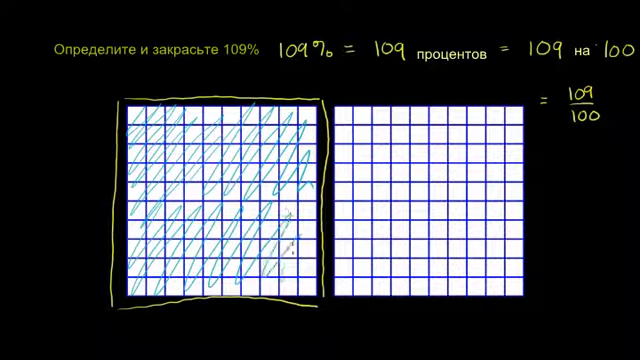 Определите и закрасьте 109% 109% = 109 процентов = 109 на 100
= 109/100